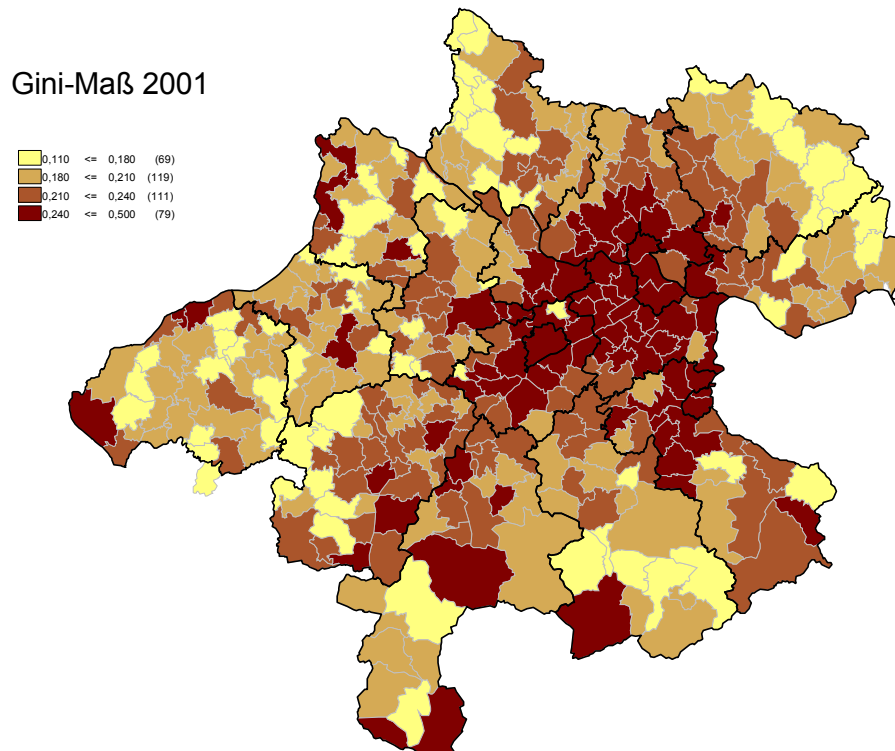 Gini-Maß 2001
0,110 <= 0,180 (69)
0,180 <= 0,210 (119)
0,210 <= 0,240 (111)
0,240 <= 0,500 (79)